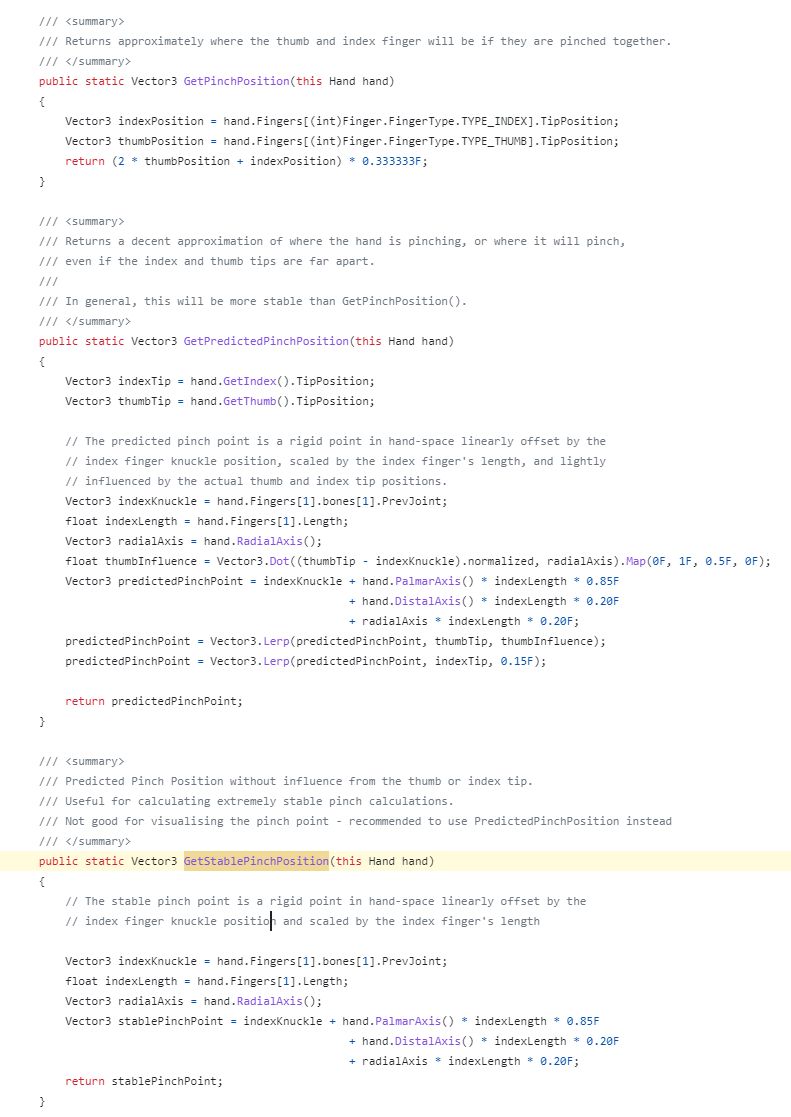 /// <summary>
/// Returns approximately where the thumb and index finger will be if they are pinched together.
/// </summary>
public static Vector3 GetPinchPosition(this Hand hand)
{
    Vector3 indexPosition = hand.Fingers[(int)Finger.FingerType.TYPE_INDEX].TipPosition;
    Vector3 thumbPosition = hand.Fingers[(int)Finger.FingerType.TYPE_THUMB].TipPosition;
    return (2 * thumbPosition + indexPosition) * 0.333333F;
}

/// <summary>
/// Returns a decent approximation of where the hand is pinching, or where it will pinch,
/// even if the index and thumb tips are far apart.
///
/// In general, this will be more stable than GetPinchPosition().
/// </summary>
public static Vector3 GetPredictedPinchPosition(this Hand hand)
{
    Vector3 indexTip = hand.GetIndex().TipPosition;
    Vector3 thumbTip = hand.GetThumb().TipPosition;

    // The predicted pinch point is a rigid point in hand-space linearly offset by the
    // index finger knuckle position, scaled by the index finger's length, and lightly
    // influenced by the actual thumb and index tip positions.
    Vector3 indexKnuckle = hand.Fingers[1].bones[1].PrevJoint;
    float indexLength = hand.Fingers[1].Length;
    Vector3 radialAxis = hand.RadialAxis();
    float thumbInfluence = Vector3.Dot((thumbTip - indexKnuckle).normalized, radialAxis).Map(0F, 1F, 0.5F, 0F);
    Vector3 predictedPinchPoint = indexKnuckle + hand.PalmarAxis() * indexLength * 0.85F
                                               + hand.DistalAxis() * indexLength * 0.20F
                                               + radialAxis * indexLength * 0.20F;
    predictedPinchPoint = Vector3.Lerp(predictedPinchPoint, thumbTip, thumbInfluence);
    predictedPinchPoint = Vector3.Lerp(predictedPinchPoint, indexTip, 0.15F);

    return predictedPinchPoint;
}

/// <summary>
/// Predicted Pinch Position without influence from the thumb or index tip.
/// Useful for calculating extremely stable pinch calculations.
/// Not good for visualising the pinch point - recommended to use PredictedPinchPosition instead
/// </summary>
public static Vector3 GetStablePinchPosition(this Hand hand)
{
    // The stable pinch point is a rigid point in hand-space linearly offset by the
    // index finger knuckle position and scaled by the index finger's length

    Vector3 indexKnuckle = hand.Fingers[1].bones[1].PrevJoint;
    float indexLength = hand.Fingers[1].Length;
    Vector3 radialAxis = hand.RadialAxis();
    Vector3 stablePinchPoint = indexKnuckle + hand.PalmarAxis() * indexLength * 0.85F
                                               + hand.DistalAxis() * indexLength * 0.20F
                                               + radialAxis * indexLength * 0.20F;
    return stablePinchPoint;
}